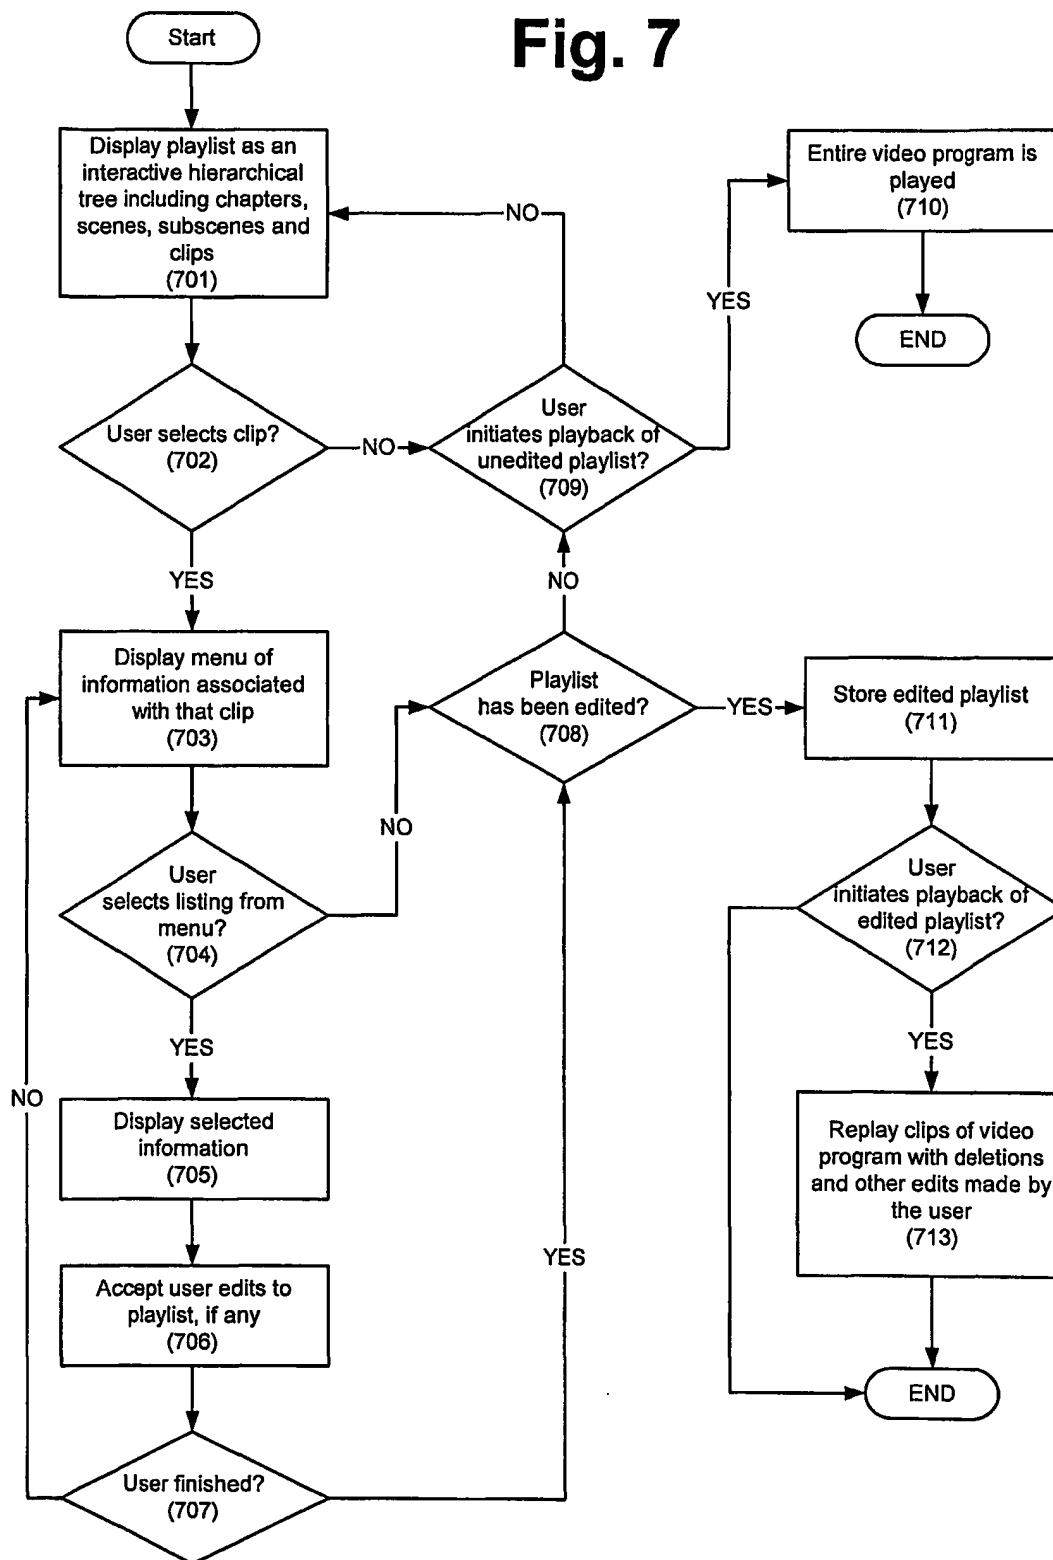 Fig. 7
Start
Display playlist as an
interactive hierarchical
tree including chapters,
scenes, subscenes and
clips
(701)
NO
Entire video program is
played
(710)
YES
END
User selects clip?
(702)
NO
User
initiates playback of
unedited playlist?
(709)
YES
NO
Display menu of
information associated
with that clip
(703)
Playlist
has been edited?
(708)
YES
Store edited playlist
(711)
NO
User
selects listing from
menu?
(704)
User
initiates playback of
edited playlist?
(712)
YES
YES
NO
Display selected
information
(705)
Replay clips of video
program with deletions
and other edits made by
the user
(713)
YES
Accept user edits to
playlist, if any
(706)
END
User finished?
(707)